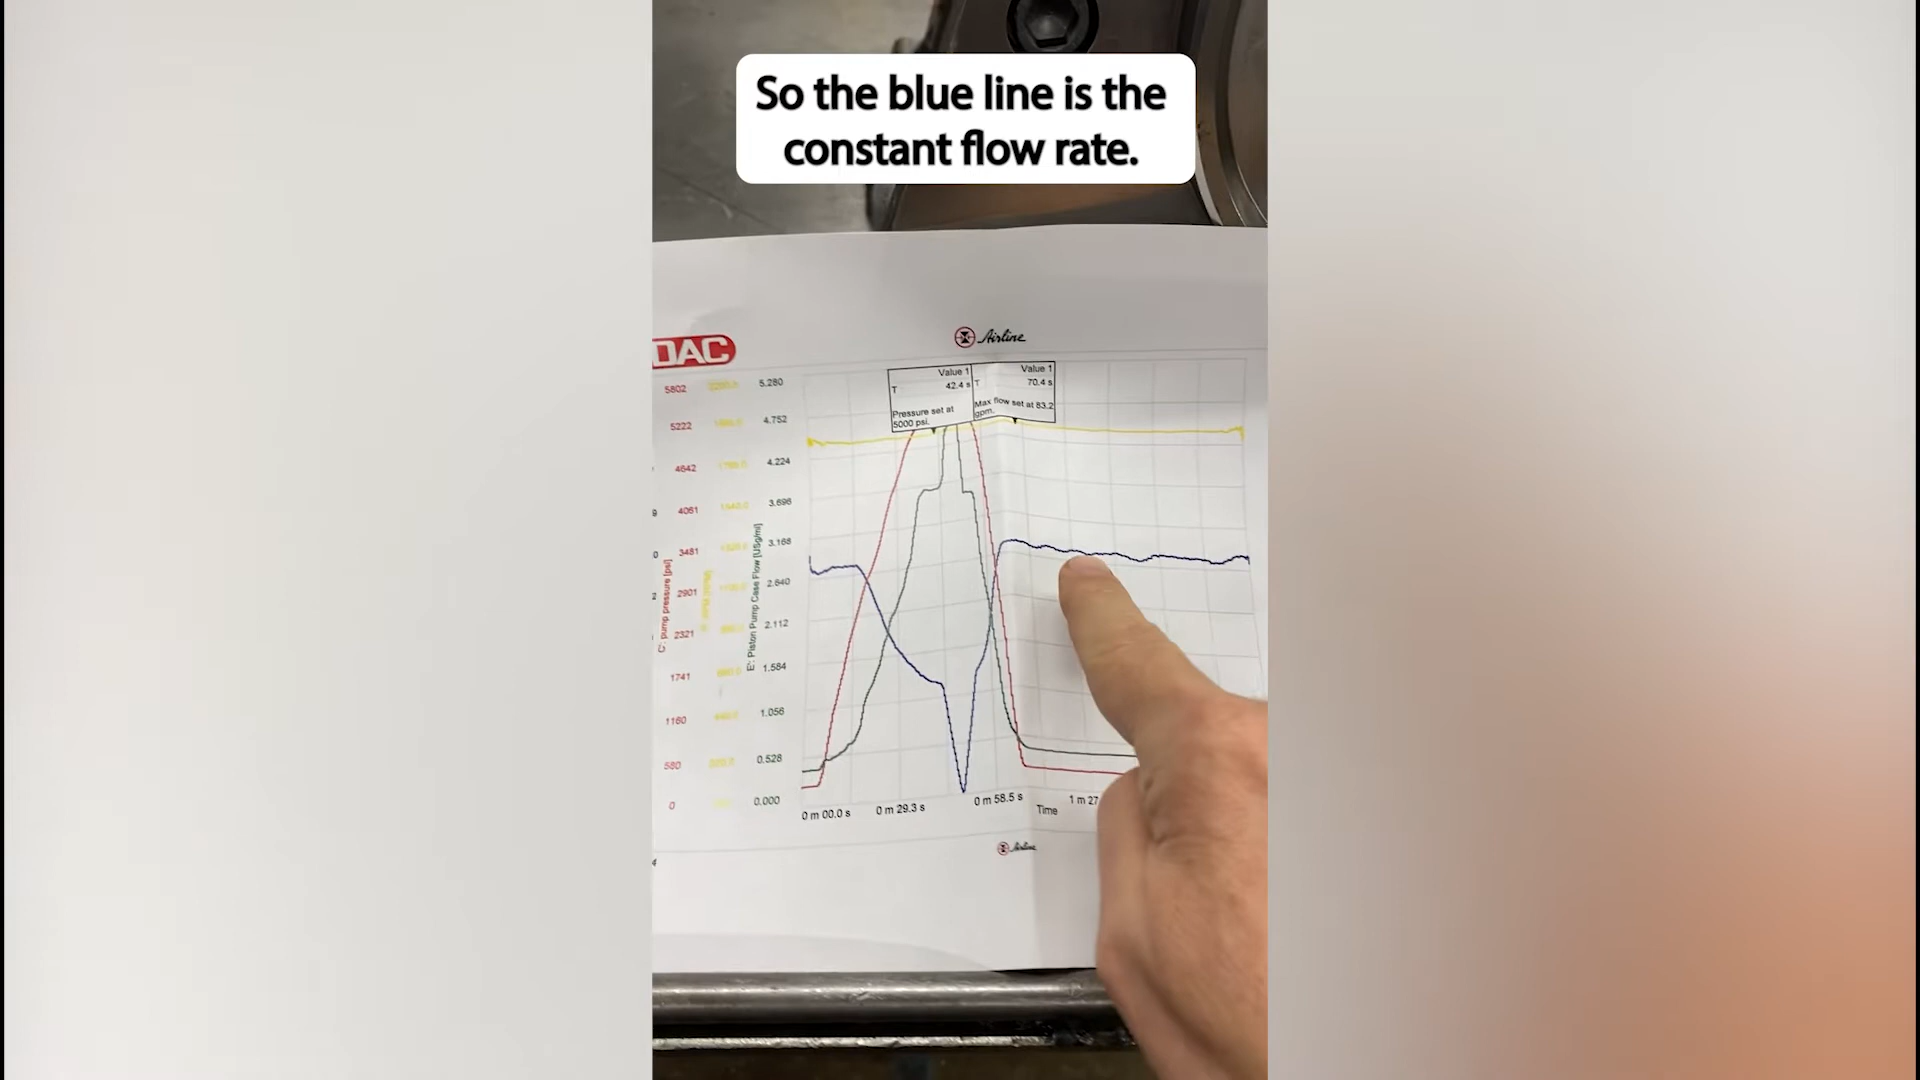 So the blue line is the
constant flow rate.
DAC
Airline
Value 1
T 42.4 s
Pressure set at
5000 psi.
Value 1
T 70.4 s
Max flow set at 83.2
gpm.
5802
5222
4642
4061
3481
2901
2321
1741
1160
580
0
C: pump pressure [psi]
5.280
4.752
4.224
3.696
3.168
2.640
2.112
1.584
1.056
0.528
0.000
E: Piston Pump Case Flow [USg/ml]
0 m 00.0 s
0 m 29.3 s
0 m 58.5 s
1 m 27
Time
Airline